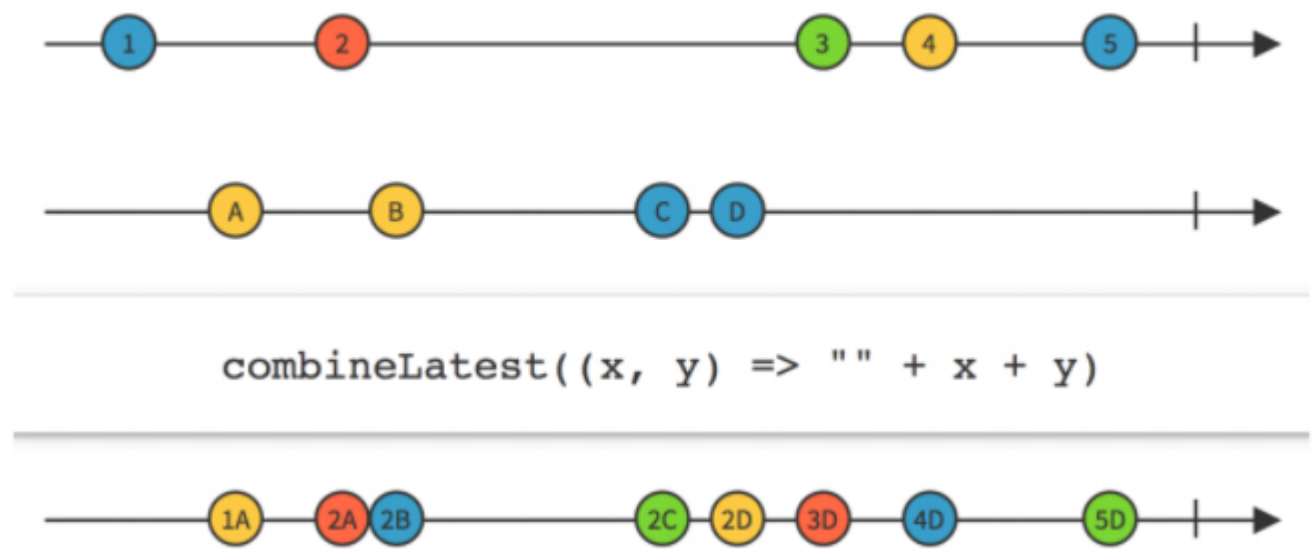 1 2 3 4 5
A B C D
combineLatest((x, y) => "" + x + y)
1A 2A 2B 2C 2D 3D 4D 5D